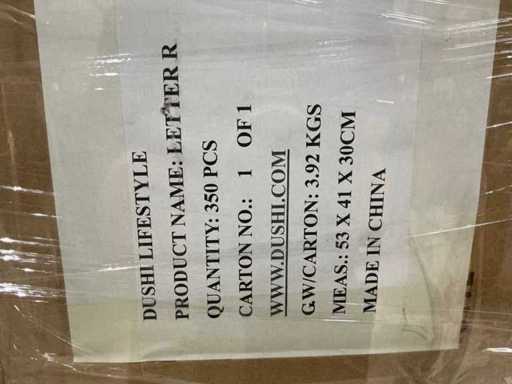 DUSHI LIFESTYLE
PRODUCT NAME: LETTER R
QUANTITY: 350 PCS
CARTON NO.: 1 OF 1
WWW.DUSHI.COM
G.W/CARTON: 3.92 KGS
MEAS.: 53 X 41 X 30CM
MADE IN CHINA